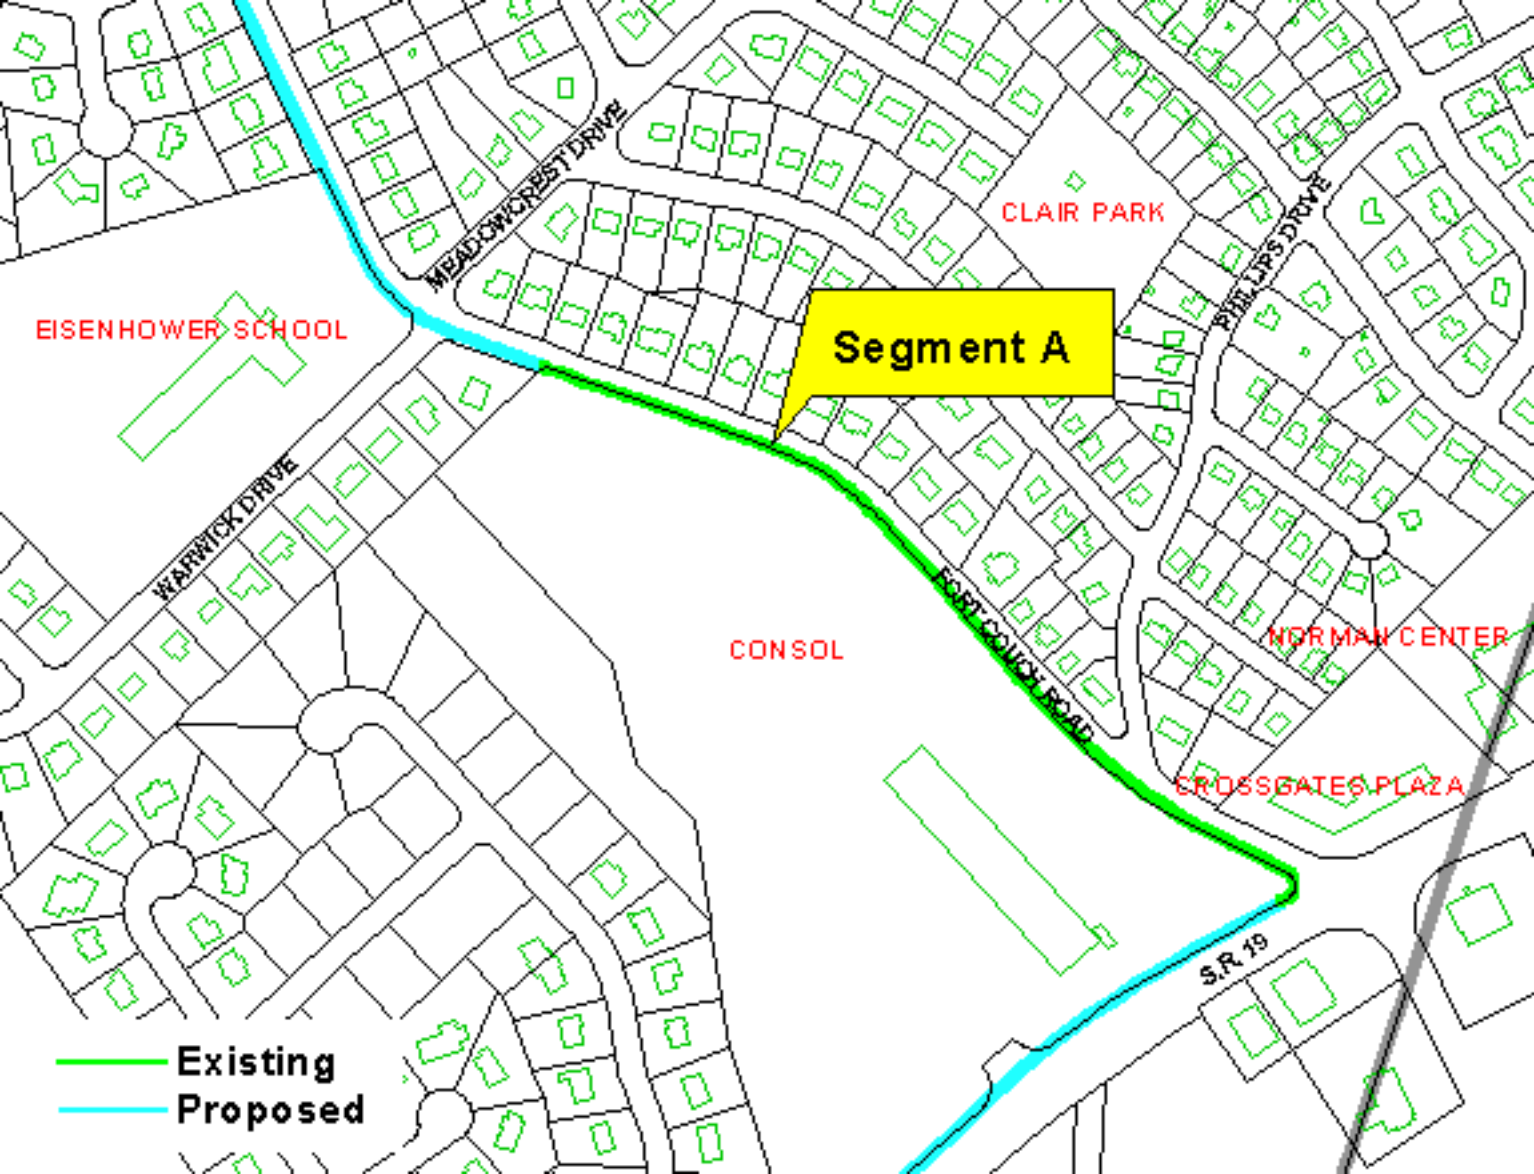 MEADOWCREST DRIVE
CLAIR PARK
PHILLIPS DRIVE
EISENHOWER SCHOOL
Segment A
WARWICK DRIVE
FORT COUCH ROAD
NORMAN CENTER
CONSOL
CROSSGATES PLAZA
S.R. 19
Existing
Proposed